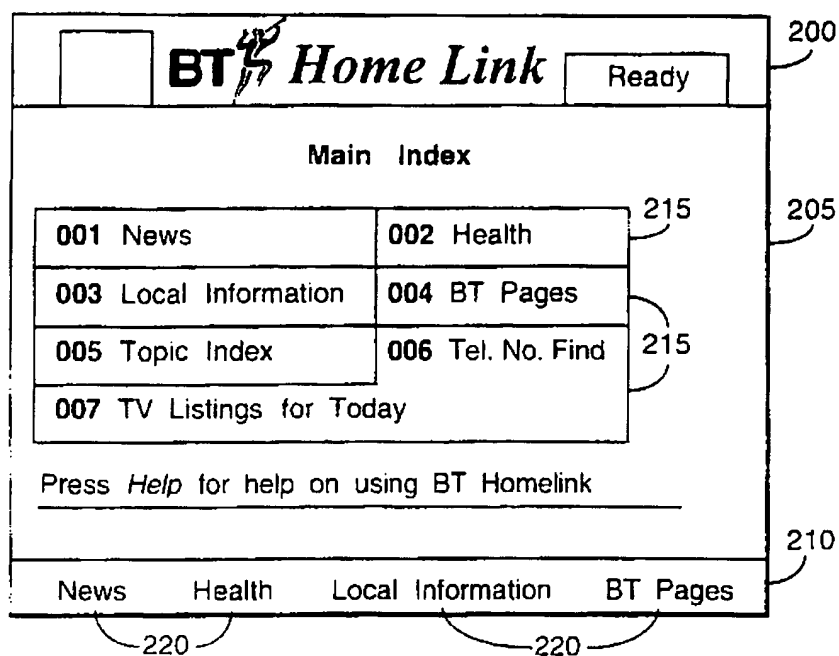 BT Home Link Ready 200
Main Index
215 205
001 News 002 Health
003 Local Information 004 BT Pages
005 Topic Index 006 Tel. No. Find 215
007 TV Listings for Today
Press Help for help on using BT Homelink
210
News Health Local Information BT Pages
220 220